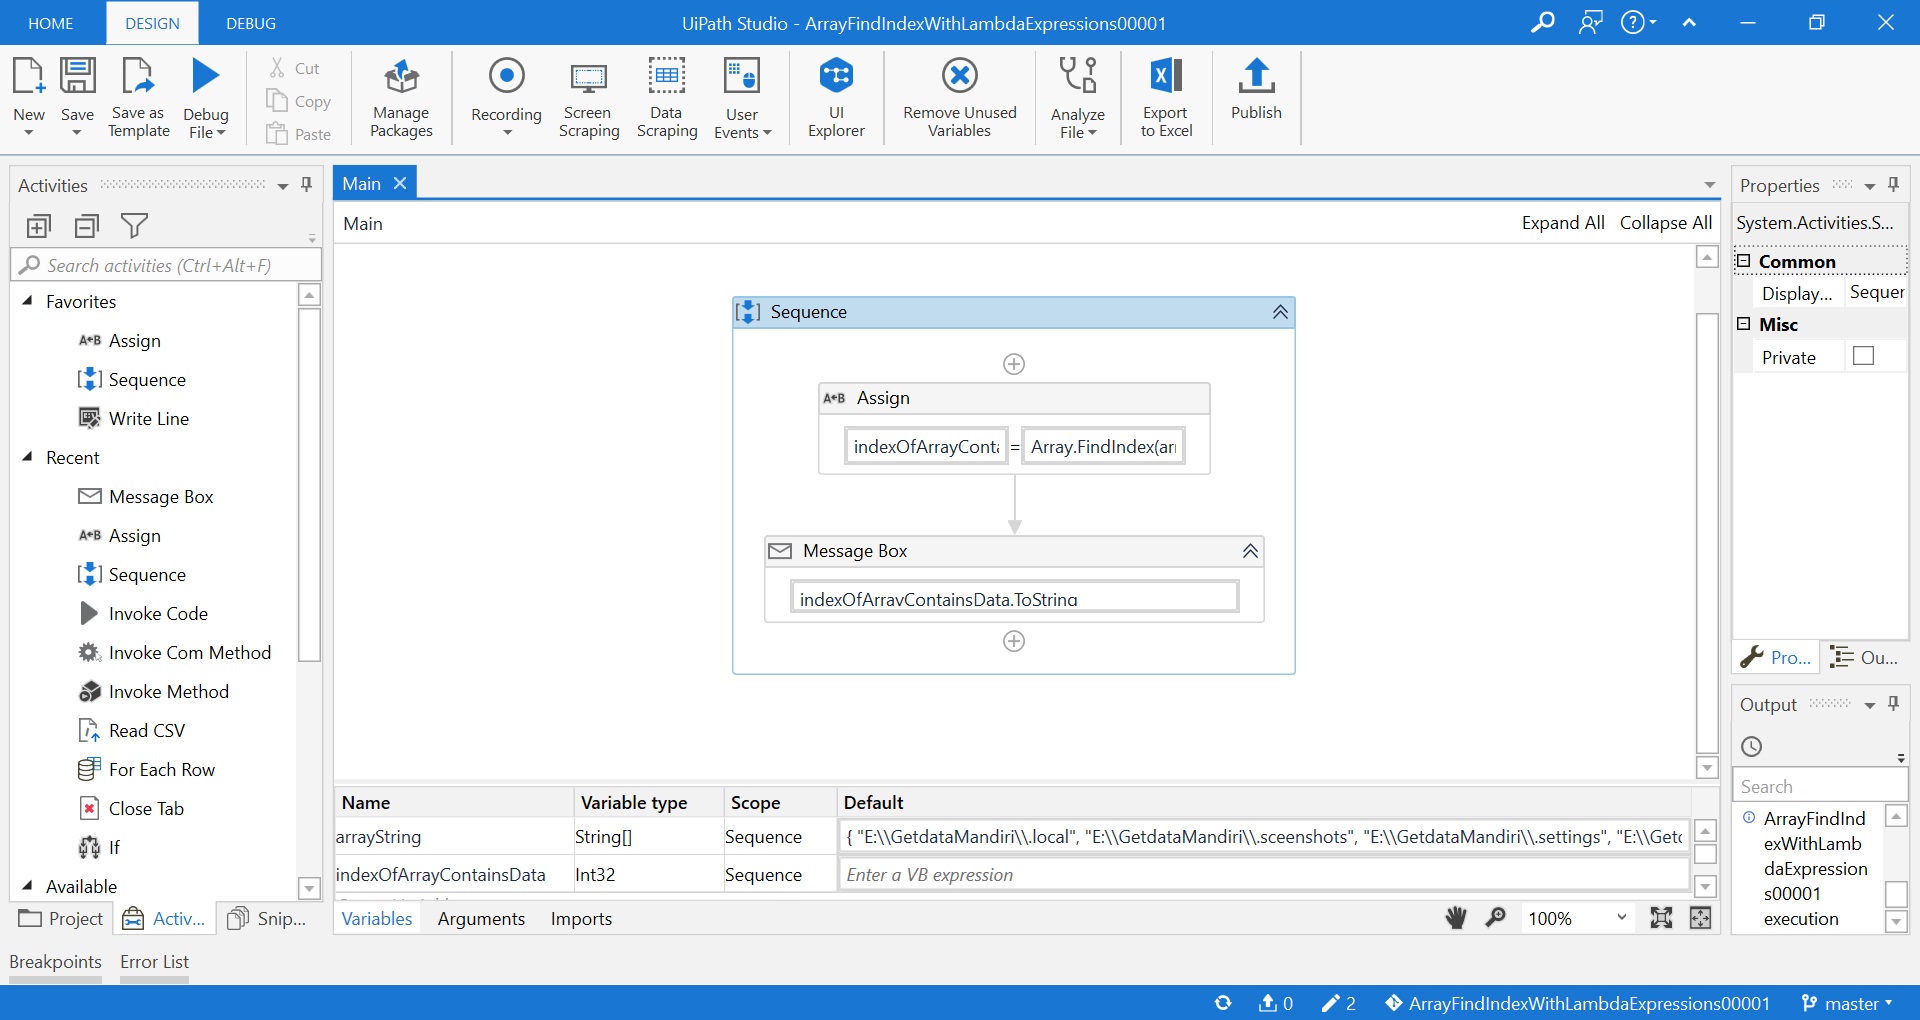 HOME DESIGN DEBUG UiPath Studio - ArrayFindIndexWithLambdaExpressions00001
New Save Save as Template Debug File Cut Copy Paste Manage Packages Recording Screen Scraping Data Scraping User Events UI Explorer Remove Unused Variables Analyze File Export to Excel Publish
Activities
Search activities (Ctrl+Alt+F)
Favorites
A←B Assign
Sequence
Write Line
Recent
Message Box
A←B Assign
Sequence
Invoke Code
Invoke Com Method
Invoke Method
Read CSV
For Each Row
Close Tab
If
Available
Project Activ... Snip...
Main
Main Expand All Collapse All
Sequence
A←B Assign
indexOfArrayConta = Array.FindIndex(arr
Message Box
indexOfArrayContainsData.ToString
Name Variable type Scope Default
arrayString String[] Sequence { "E:\\GetdataMandiri\\.local", "E:\\GetdataMandiri\\.sceenshots", "E:\\GetdataMandiri\\.settings", "E:\\Getc
indexOfArrayContainsData Int32 Sequence Enter a VB expression
Variables Arguments Imports 100%
Properties
System.Activities.S...
Common
Display... Sequer
Misc
Private
Pro... Ou...
Output
Search
ArrayFindInd
exWithLamb
daExpression
s00001
execution
Breakpoints Error List
0 2 ArrayFindIndexWithLambdaExpressions00001 master